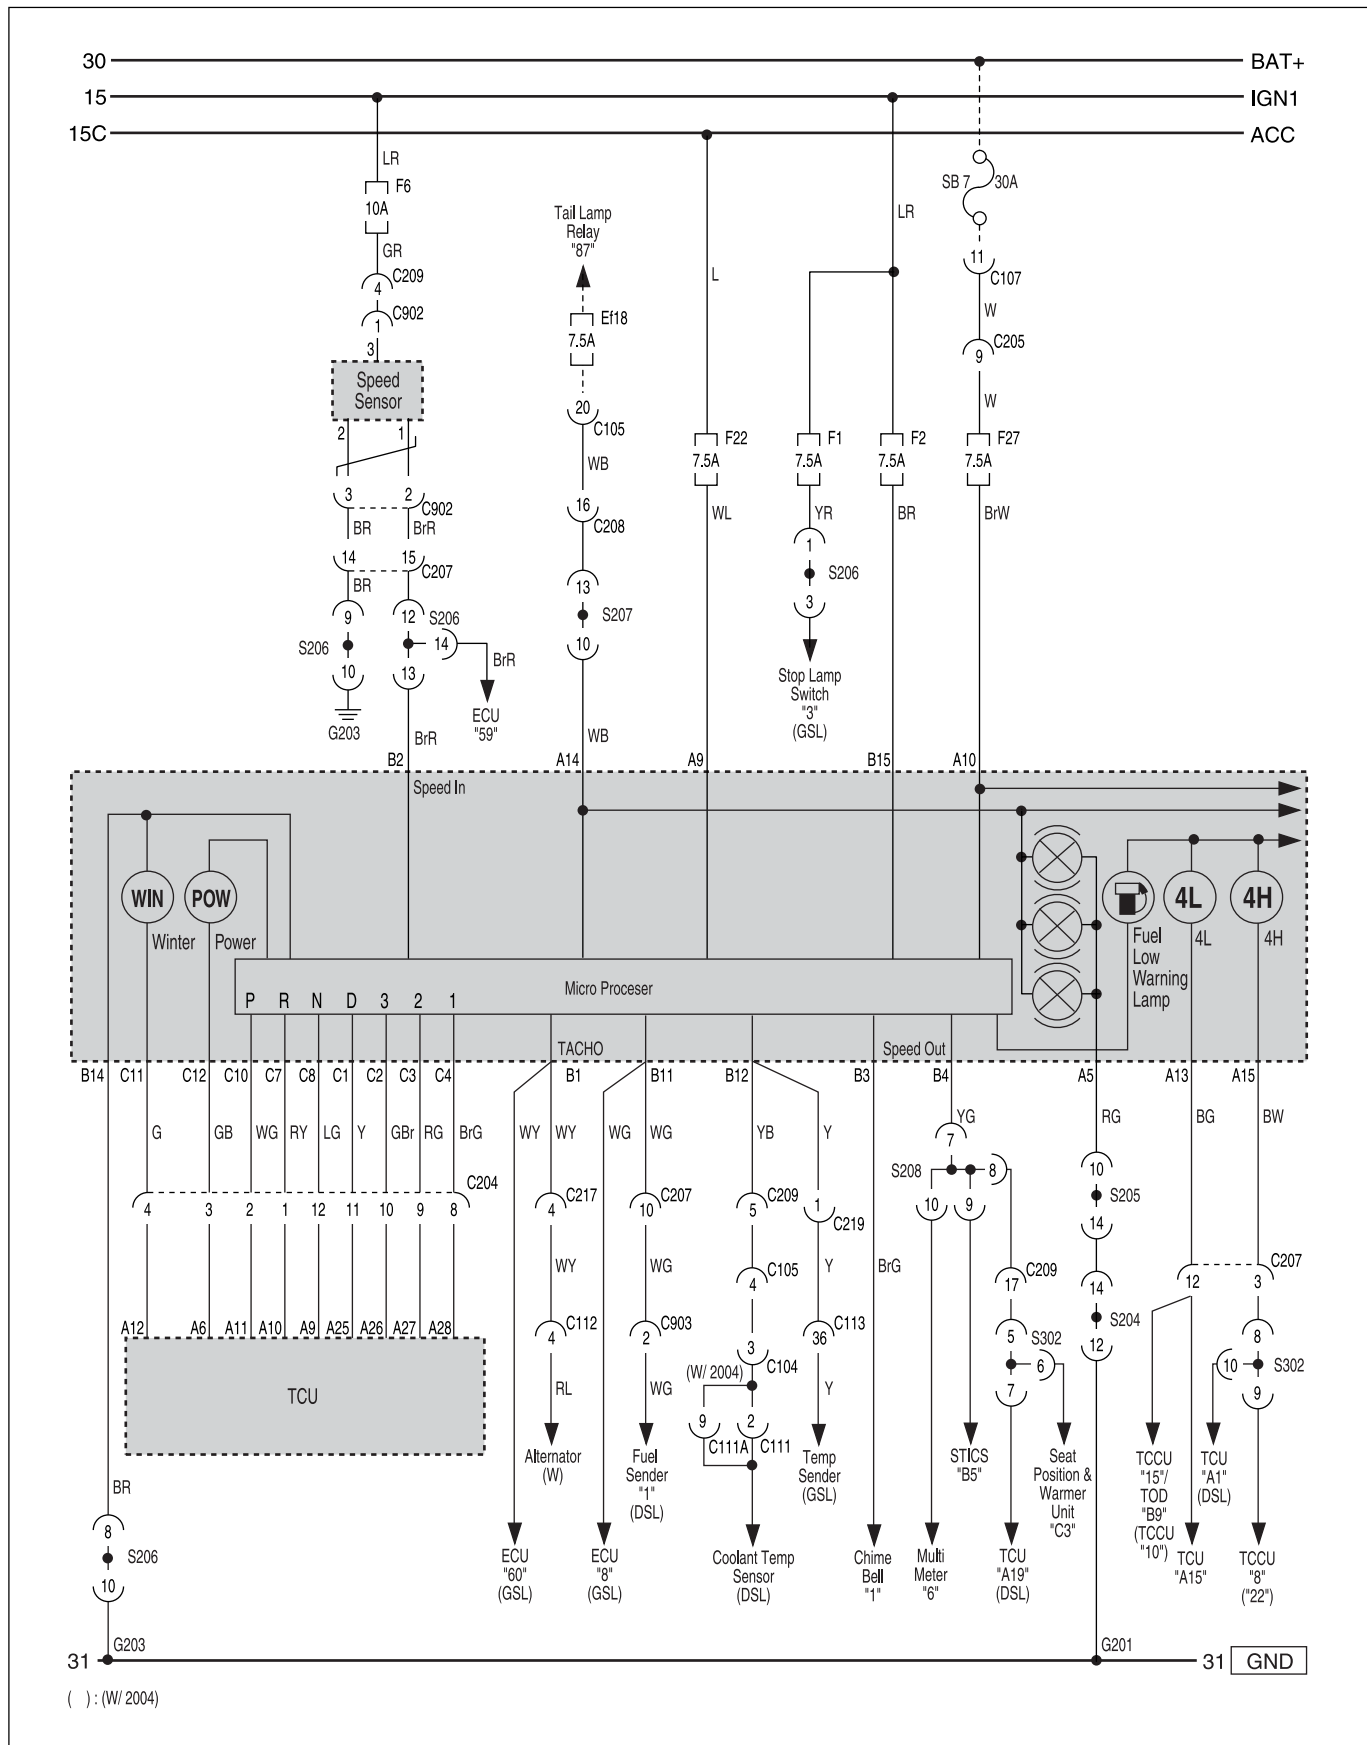 30 BAT+
15 IGN1
15C ACC
LR
F6
10A
GR
C209
4
C902
1
3
Speed
Sensor
2 1
3 2
C902
BR BrR
14 15
C207
BR
9 12 S206
S206
14
10 13
BrR
G203
ECU
"59"
BrR
B2
Tail Lamp
Relay
"87"
Ef18
7.5A
20
C105
WB
16
C208
13
S207
10
WB
A14
L
F22
7.5A
WL
A9
LR
F1
7.5A
YR
1
S206
3
Stop Lamp
Switch
"3"
(GSL)
F2
7.5A
BR
B15
SB 7 30A
11
C107
W
C205
9
W
F27
7.5A
BrW
A10
Speed In
WIN
Winter
POW
Power
Micro Proceser
P R N D 3 2 1
Fuel
Low
Warning
Lamp
4L
4L
4H
4H
TACHO
Speed Out
B14 C11 C12 C10 C7 C8 C1 C2 C3 C4 B1 B11 B12 B3 B4 A5 A13 A15
G GB WG RY LG Y GBr RG BrG WY WY WG WG YB Y YG RG BG BW
C204
4 3 2 1 12 11 10 9 8
A12 A6 A11 A10 A9 A25 A26 A27 A28
TCU
BR
8
S206
10
G203
C217
4
WY
C112
4
RL
Alternator
(W)
ECU
"60"
(GSL)
C207
10
WG
C903
2
WG
Fuel
Sender
"1"
(DSL)
ECU
"8"
(GSL)
C209
5
C105
4
3
C104
(W/ 2004)
9 2
C111A C111
Coolant Temp
Sensor
(DSL)
1
C219
Y
C113
36
Y
Temp
Sender
(GSL)
BrG
Chime
Bell
"1"
7
S208
8
10 9
Multi
Meter
"6"
STICS
"B5"
C209
17
5 S302
6
7
TCU
"A19"
(DSL)
Seat
Position &
Warmer
Unit
"C3"
10
S205
14
14
S204
12
G201
C207
12 3
8
10 S302
9
TCCU
"15"/
TOD
"B9"
(TCCU
"10")
TCU
"A15"
TCU
"A1"
(DSL)
TCCU
"8"
("22")
31 31 GND
( ) : (W/ 2004)